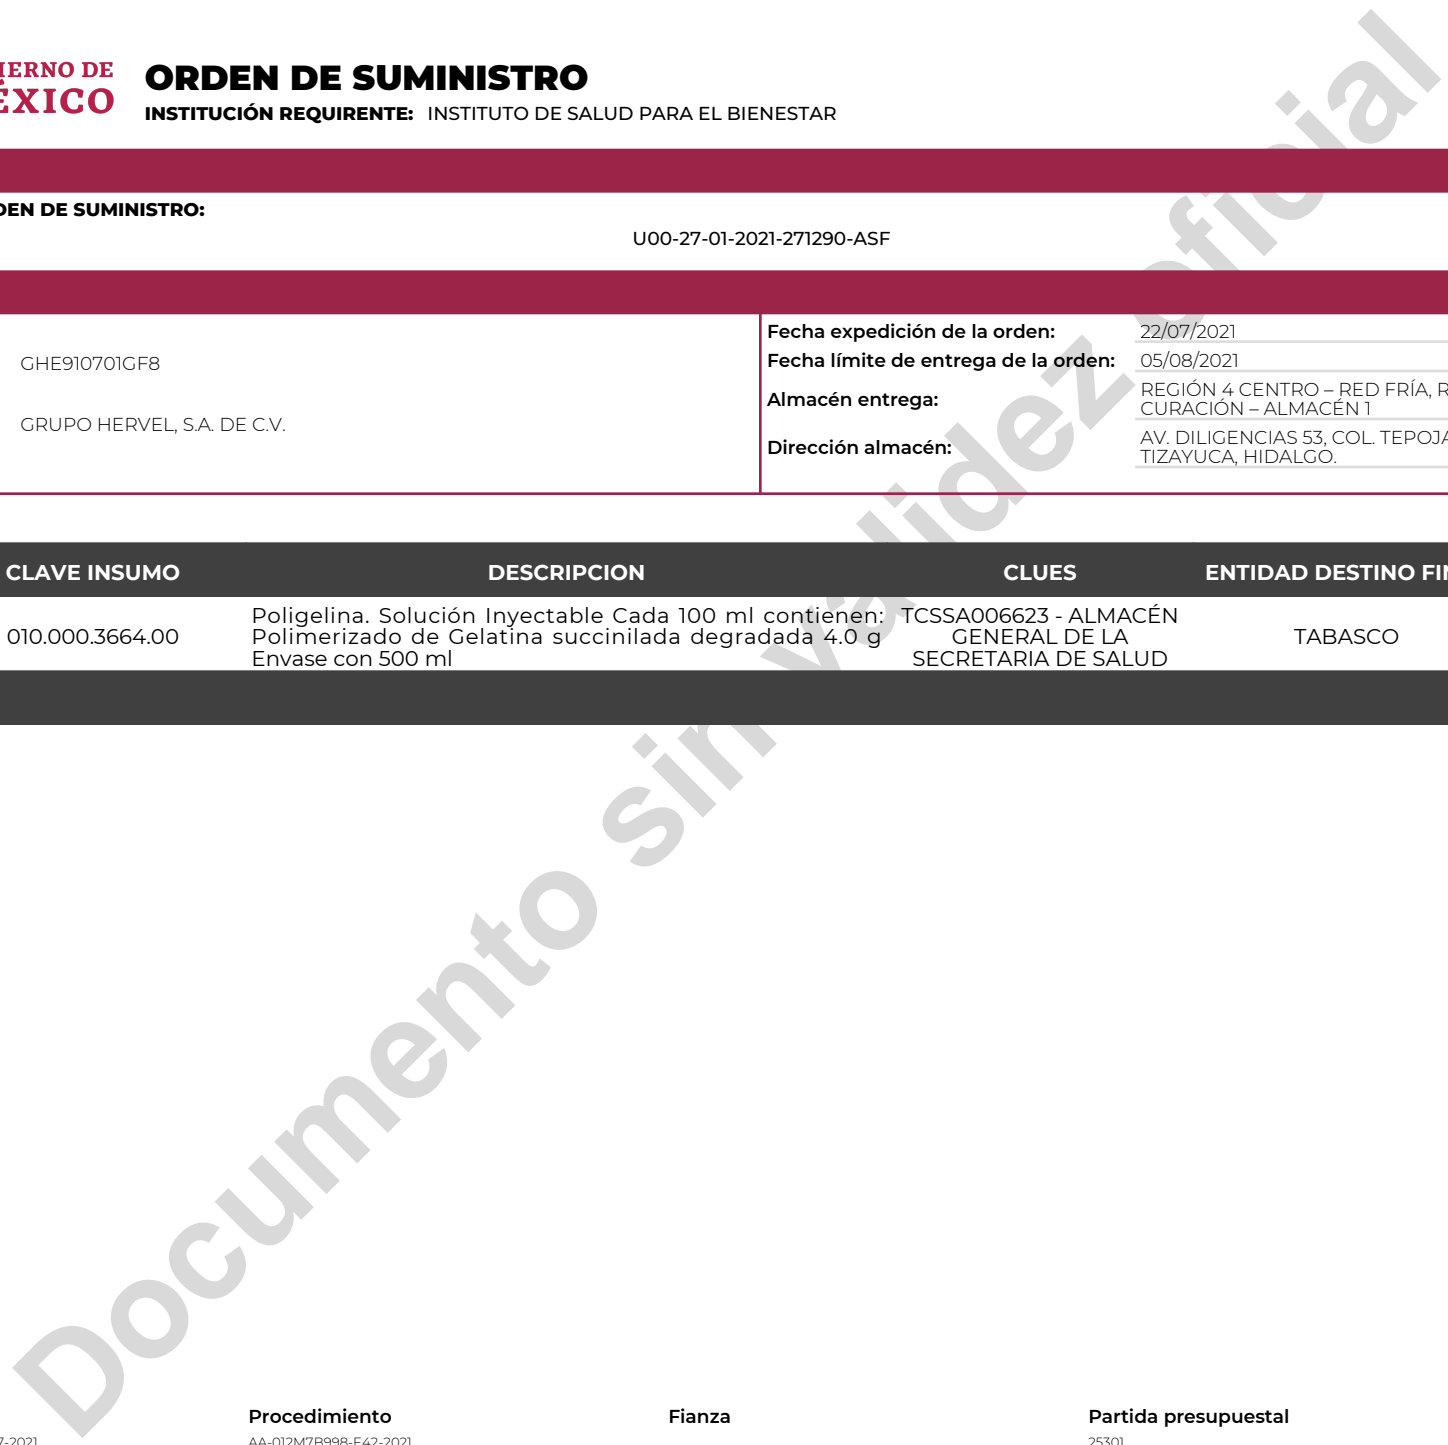 ORDEN DE SUMINISTRO
INSTITUCIÓN REQUIRENTE: INSTITUTO DE SALUD PARA EL BIENESTAR
DE
DE SUMINISTRO:
U00-27-01-2021-271290-ASF
GHE910701GF8
GRUPO HERVEL, S.A. DE C.V.
Fecha expedición de la orden: 22/07/2021
Fecha límite de entrega de la orden: 05/08/2021
Almacén entrega: REGIÓN 4 CENTRO – RED FRÍA,
CURACIÓN – ALMACÉN 1
Dirección almacén: AV. DILIGENCIAS 53, COL.
TIZAYUCA, HIDALGO.
CLAVE INSUMO DESCRIPCION CLUES ENTIDAD DESTINO
010.000.3664.00
Poligelina. Solución Inyectable Cada 100 ml contienen:
Polimerizado de Gelatina succinilada degradada 4.0 g
Envase con 500 ml
TCSSA006623 - ALMACÉN
GENERAL DE LA
SECRETARIA DE SALUD
TABASCO
Procedimiento Fianza Partida presupuestal
AA-012M7B998-E42-2021 25301
Documento sin validez oficial